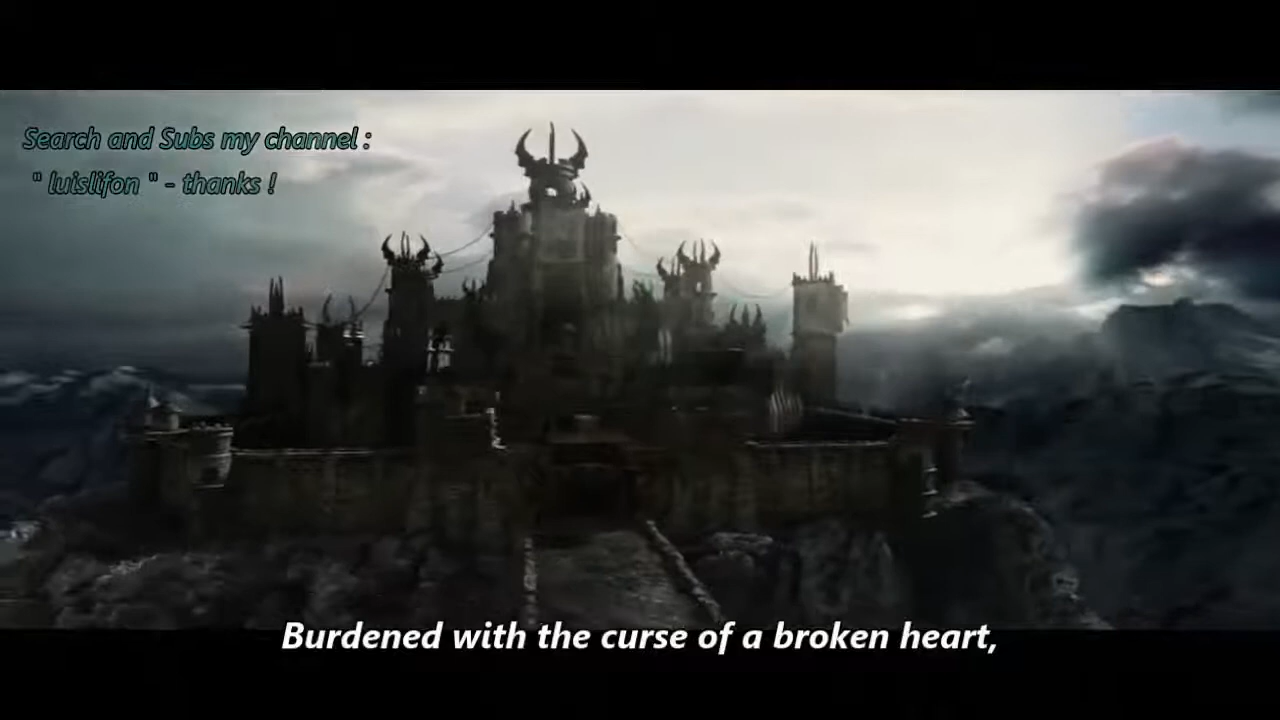 Search and Subs my channel :
" luislifon " - thanks !
Burdened with the curse of a broken heart,